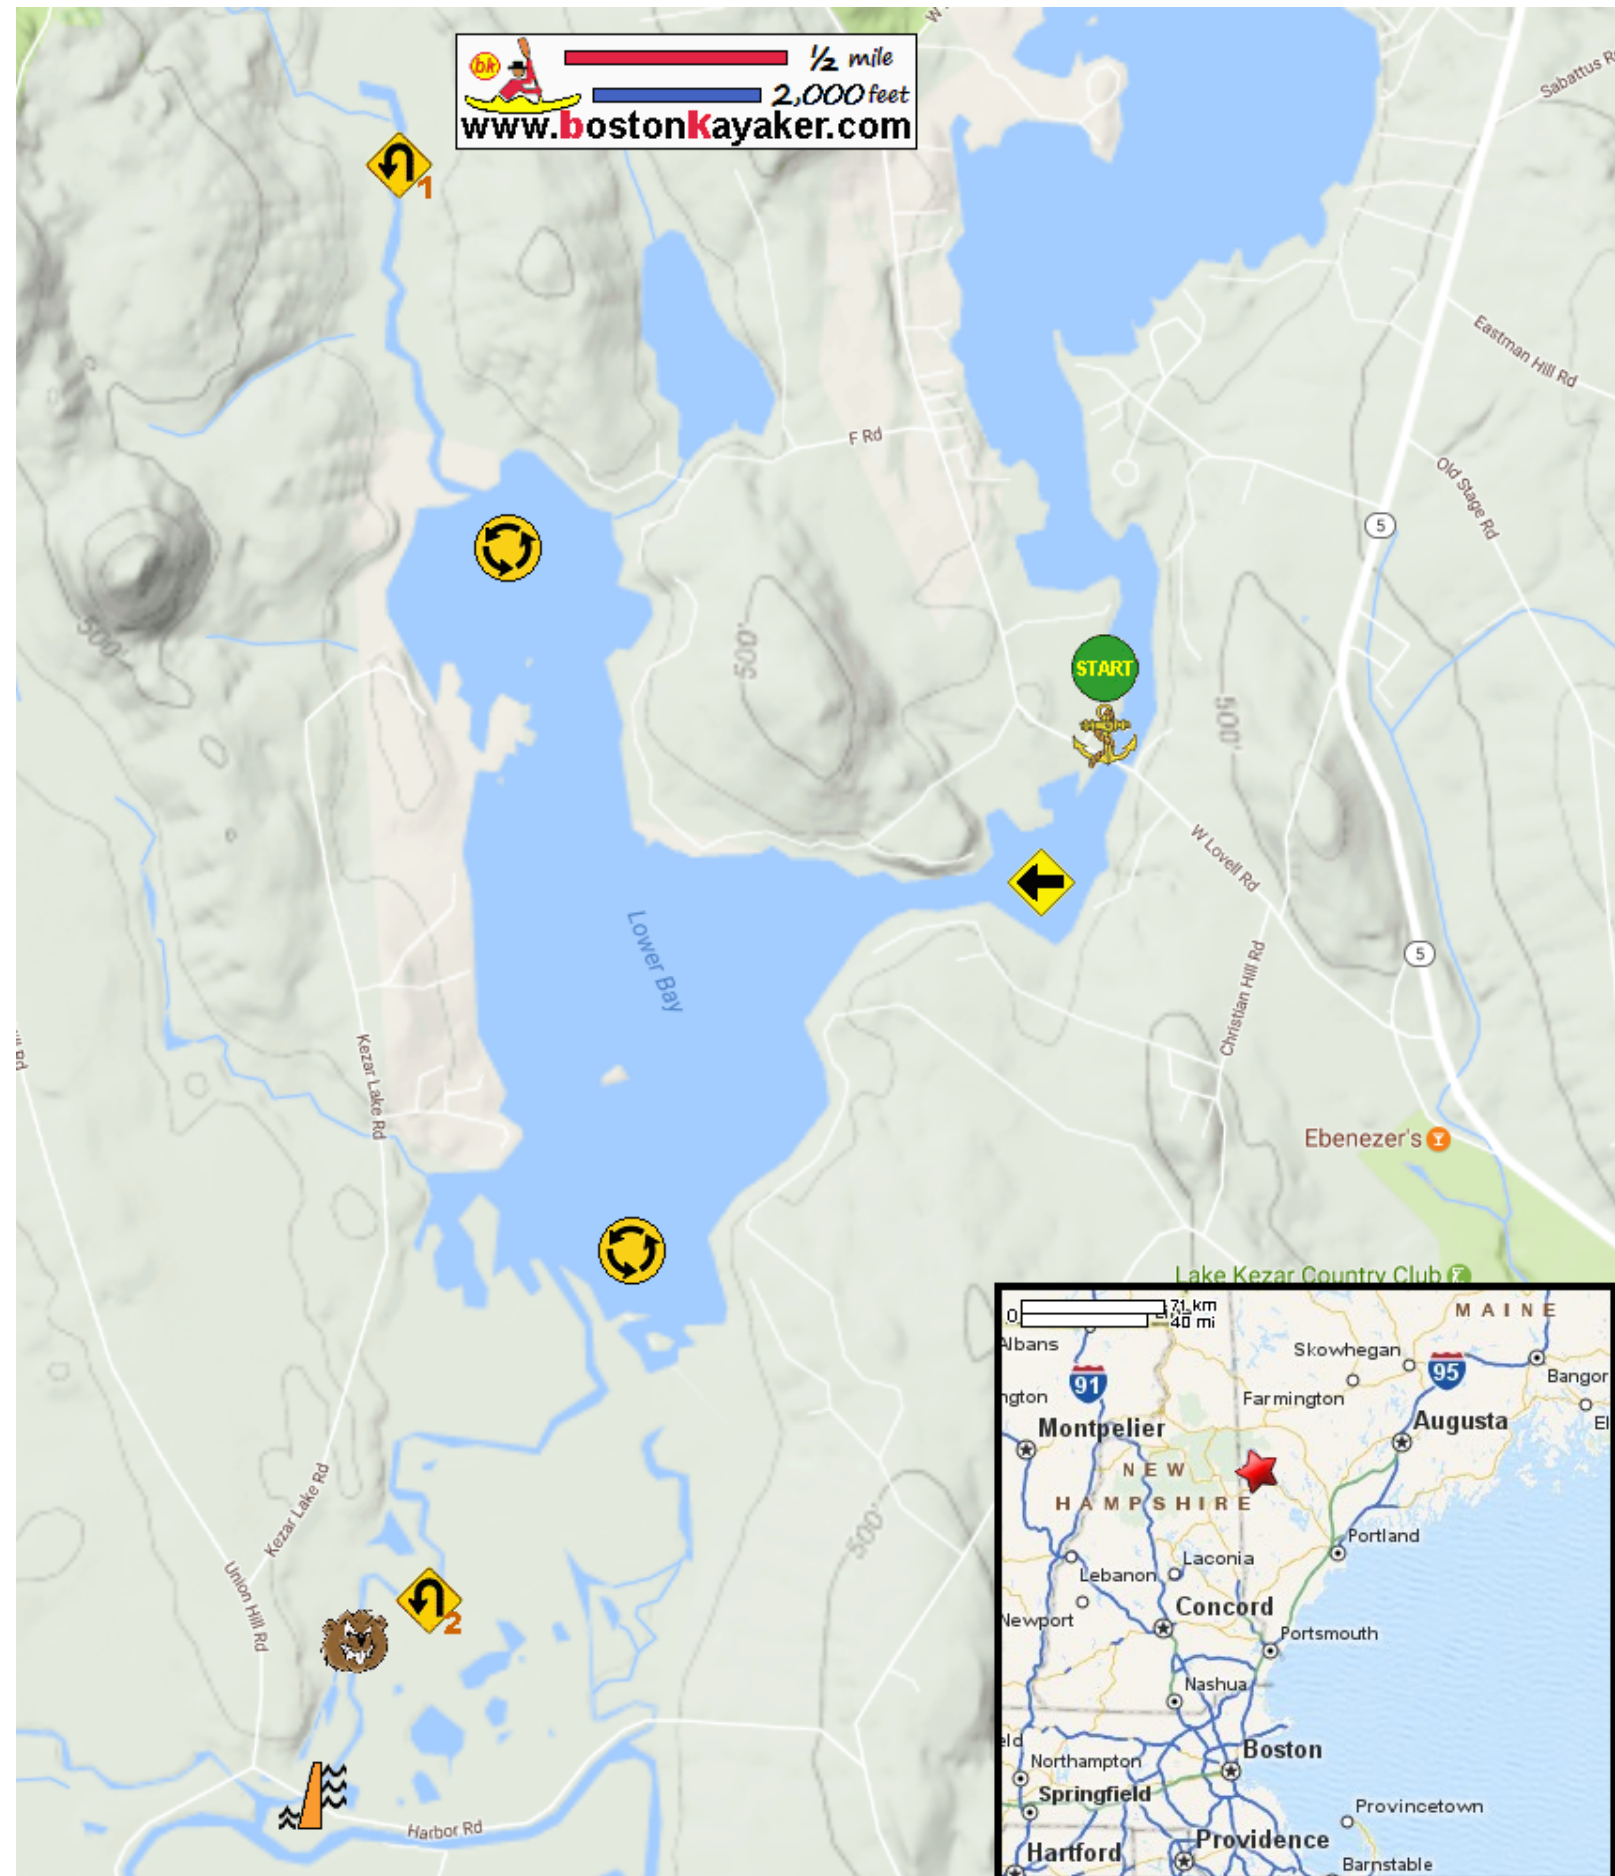 bk
1/2 mile
2,000 feet
www.bostonKayaker.com
1
Sabattus R
Eastman Hill Rd
F Rd
Old Stage Rd
5
500'
500'
500'
START
W Lovell Rd
5
Lower Bay
Christian Hill Rd
Kezar Lake Rd
Ebenezer's
Lake Kezar Country Club
Kezar Lake Rd
500'
Union Hill Rd
2
Harbor Rd
0
71 km
40 mi
MAINE
Albans
Skowhegan
91
95
Bangor
ngton
Farmington
El
Montpelier
Augusta
NEW
HAMPSHIRE
Portland
Laconia
Lebanon
Newport
Concord
Portsmouth
Nashua
eld
Northampton
Boston
Springfield
Provincetown
Hartford
Providence
Barnstable